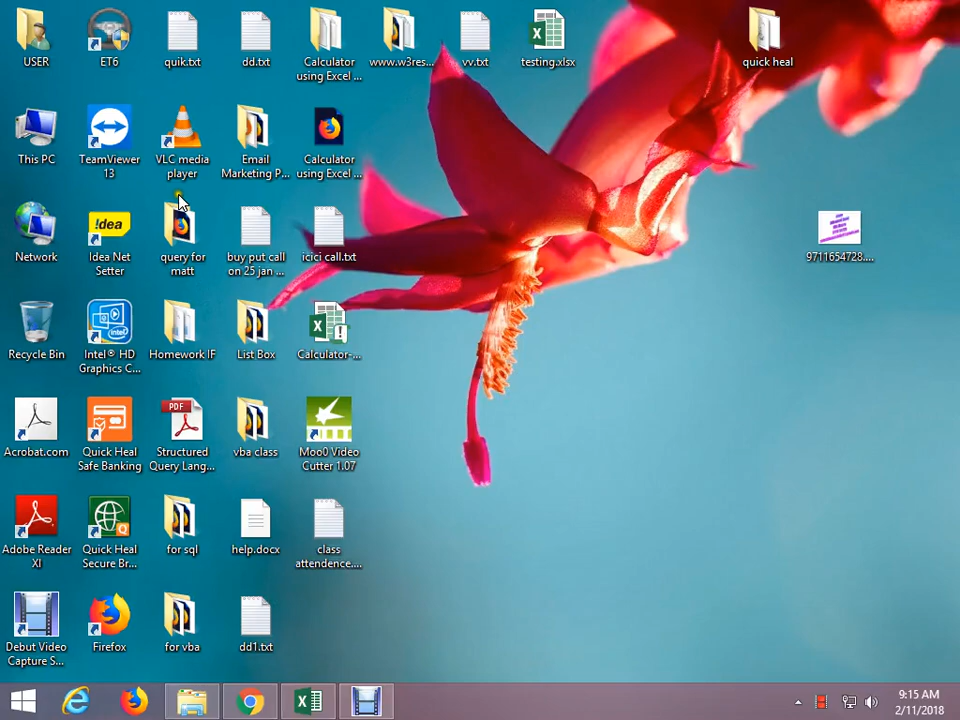 USER
ET6
quik.txt
dd.txt
Calculator
using Excel ...
www.w3res...
vv.txt
testing.xlsx
quick heal
This PC
TeamViewer
13
VLC media
player
Email
Marketing P...
Calculator
using Excel ...
Network
!dea
Idea Net
Setter
query for
matt
buy put call
on 25 jan ...
icici call.txt
9711654728....
Recycle Bin
intel
Intel® HD
Graphics C...
Homework IF
List Box
Calculator-...
Acrobat.com
Quick Heal
Safe Banking
PDF
Structured
Query Lang...
vba class
Moo0 Video
Cutter 1.07
Adobe Reader
XI
Quick Heal
Secure Br...
for sql
help.docx
class
attendence....
Debut Video
Capture S...
Firefox
for vba
dd1.txt
9:15 AM
2/11/2018